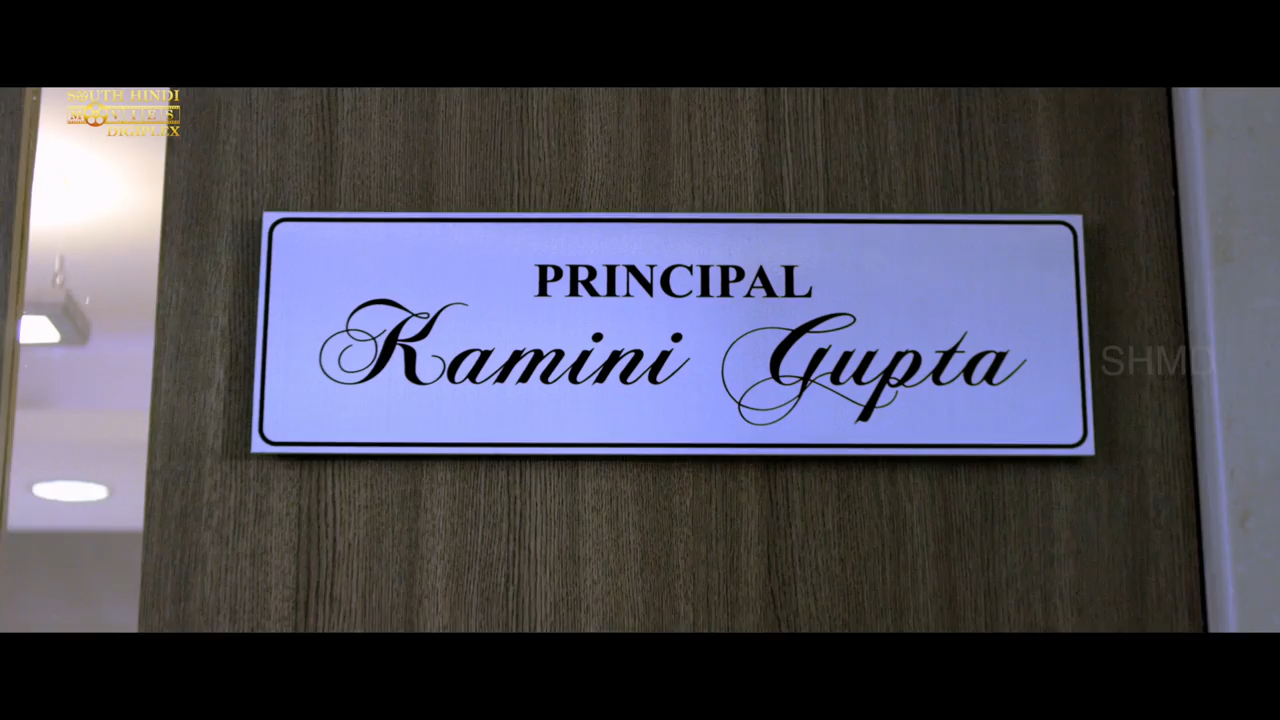 SOUTH HINDI
MOVIES
DIGIPLEX
PRINCIPAL
Kamini Gupta
SHMD